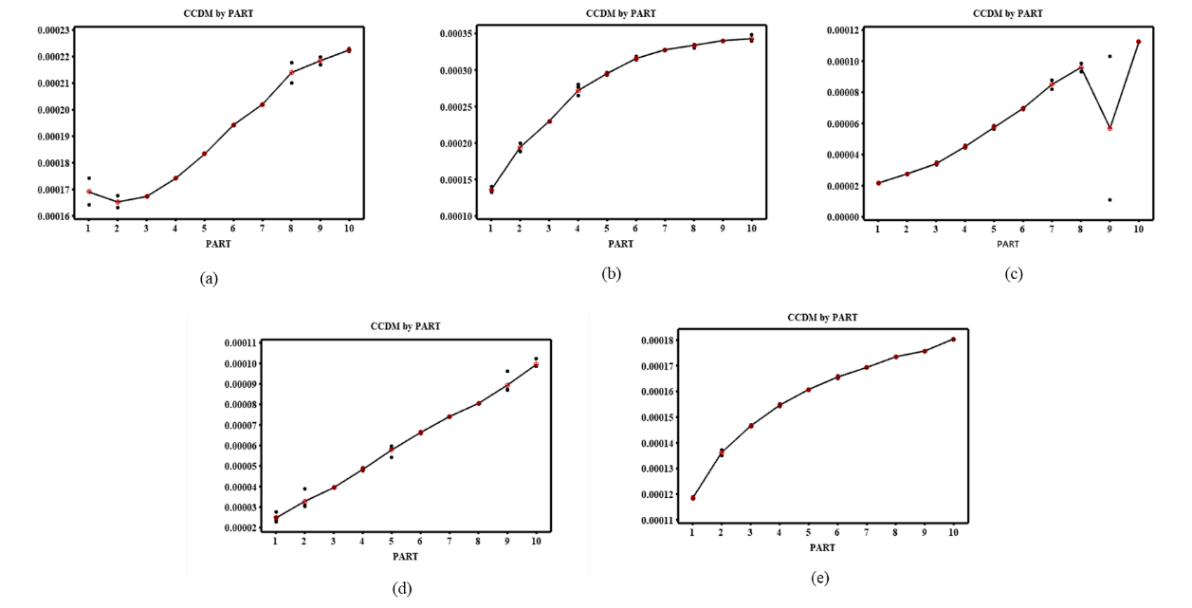 CCDM by PART
0.00023
0.00022
0.00021
0.00020
0.00019
0.00018
0.00017
0.00016
1 2 3 4 5 6 7 8 9 10
PART
(a)
CCDM by PART
0.00035
0.00030
0.00025
0.00020
0.00015
0.00010
1 2 3 4 5 6 7 8 9 10
PART
(b)
CCDM by PART
0.00012
0.00010
0.00008
0.00006
0.00004
0.00002
0.00000
1 2 3 4 5 6 7 8 9 10
PART
(c)
CCDM by PART
0.00011
0.00010
0.00009
0.00008
0.00007
0.00006
0.00005
0.00004
0.00003
0.00002
1 2 3 4 5 6 7 8 9 10
PART
(d)
CCDM by PART
0.00018
0.00017
0.00016
0.00015
0.00014
0.00013
0.00012
0.00011
1 2 3 4 5 6 7 8 9 10
PART
(e)